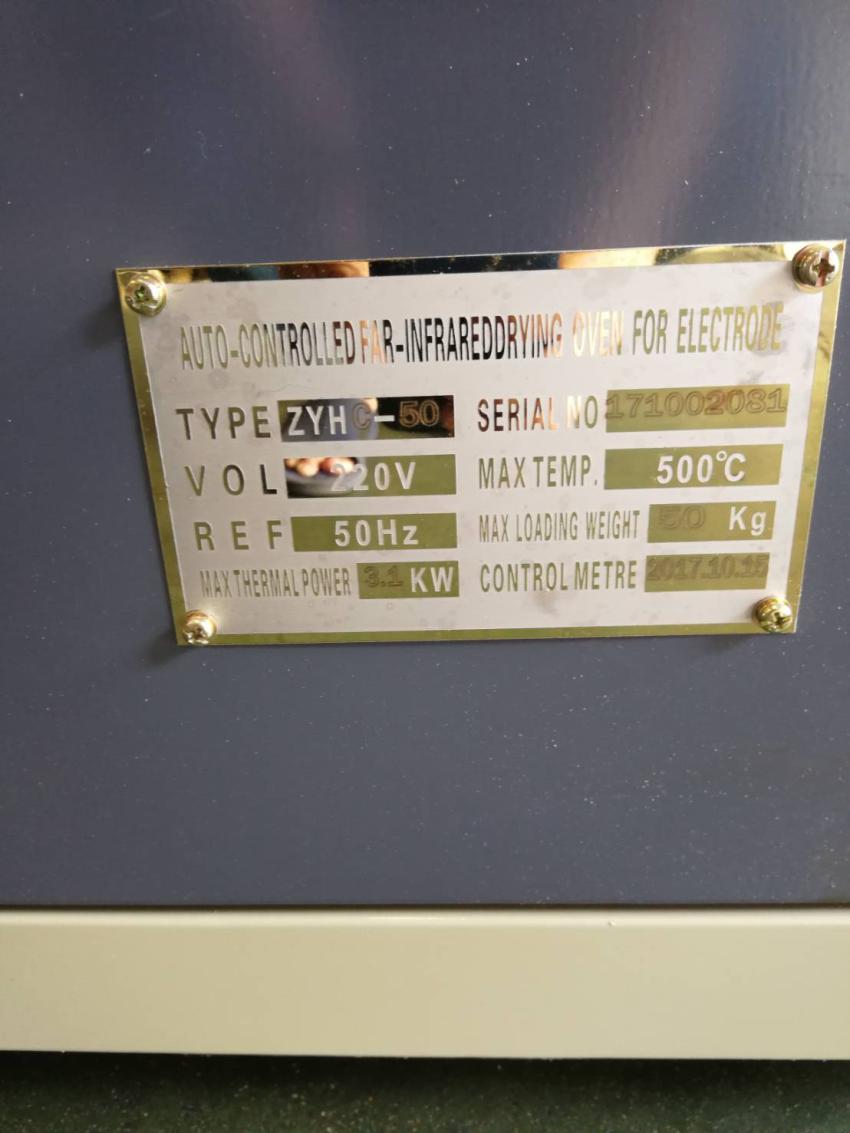 AUTO-CONTROLLED FAR-INFRAREDDRYING OVEN FOR ELECTRODE
TYPE ZYHC-50 SERIAL NO 171002081
VOL 220V MAX TEMP. 500℃
REF 50Hz MAX LOADING WEIGHT 50 Kg
MAX THERMAL POWER 3.1 KW CONTROL METRE 2017.10.15